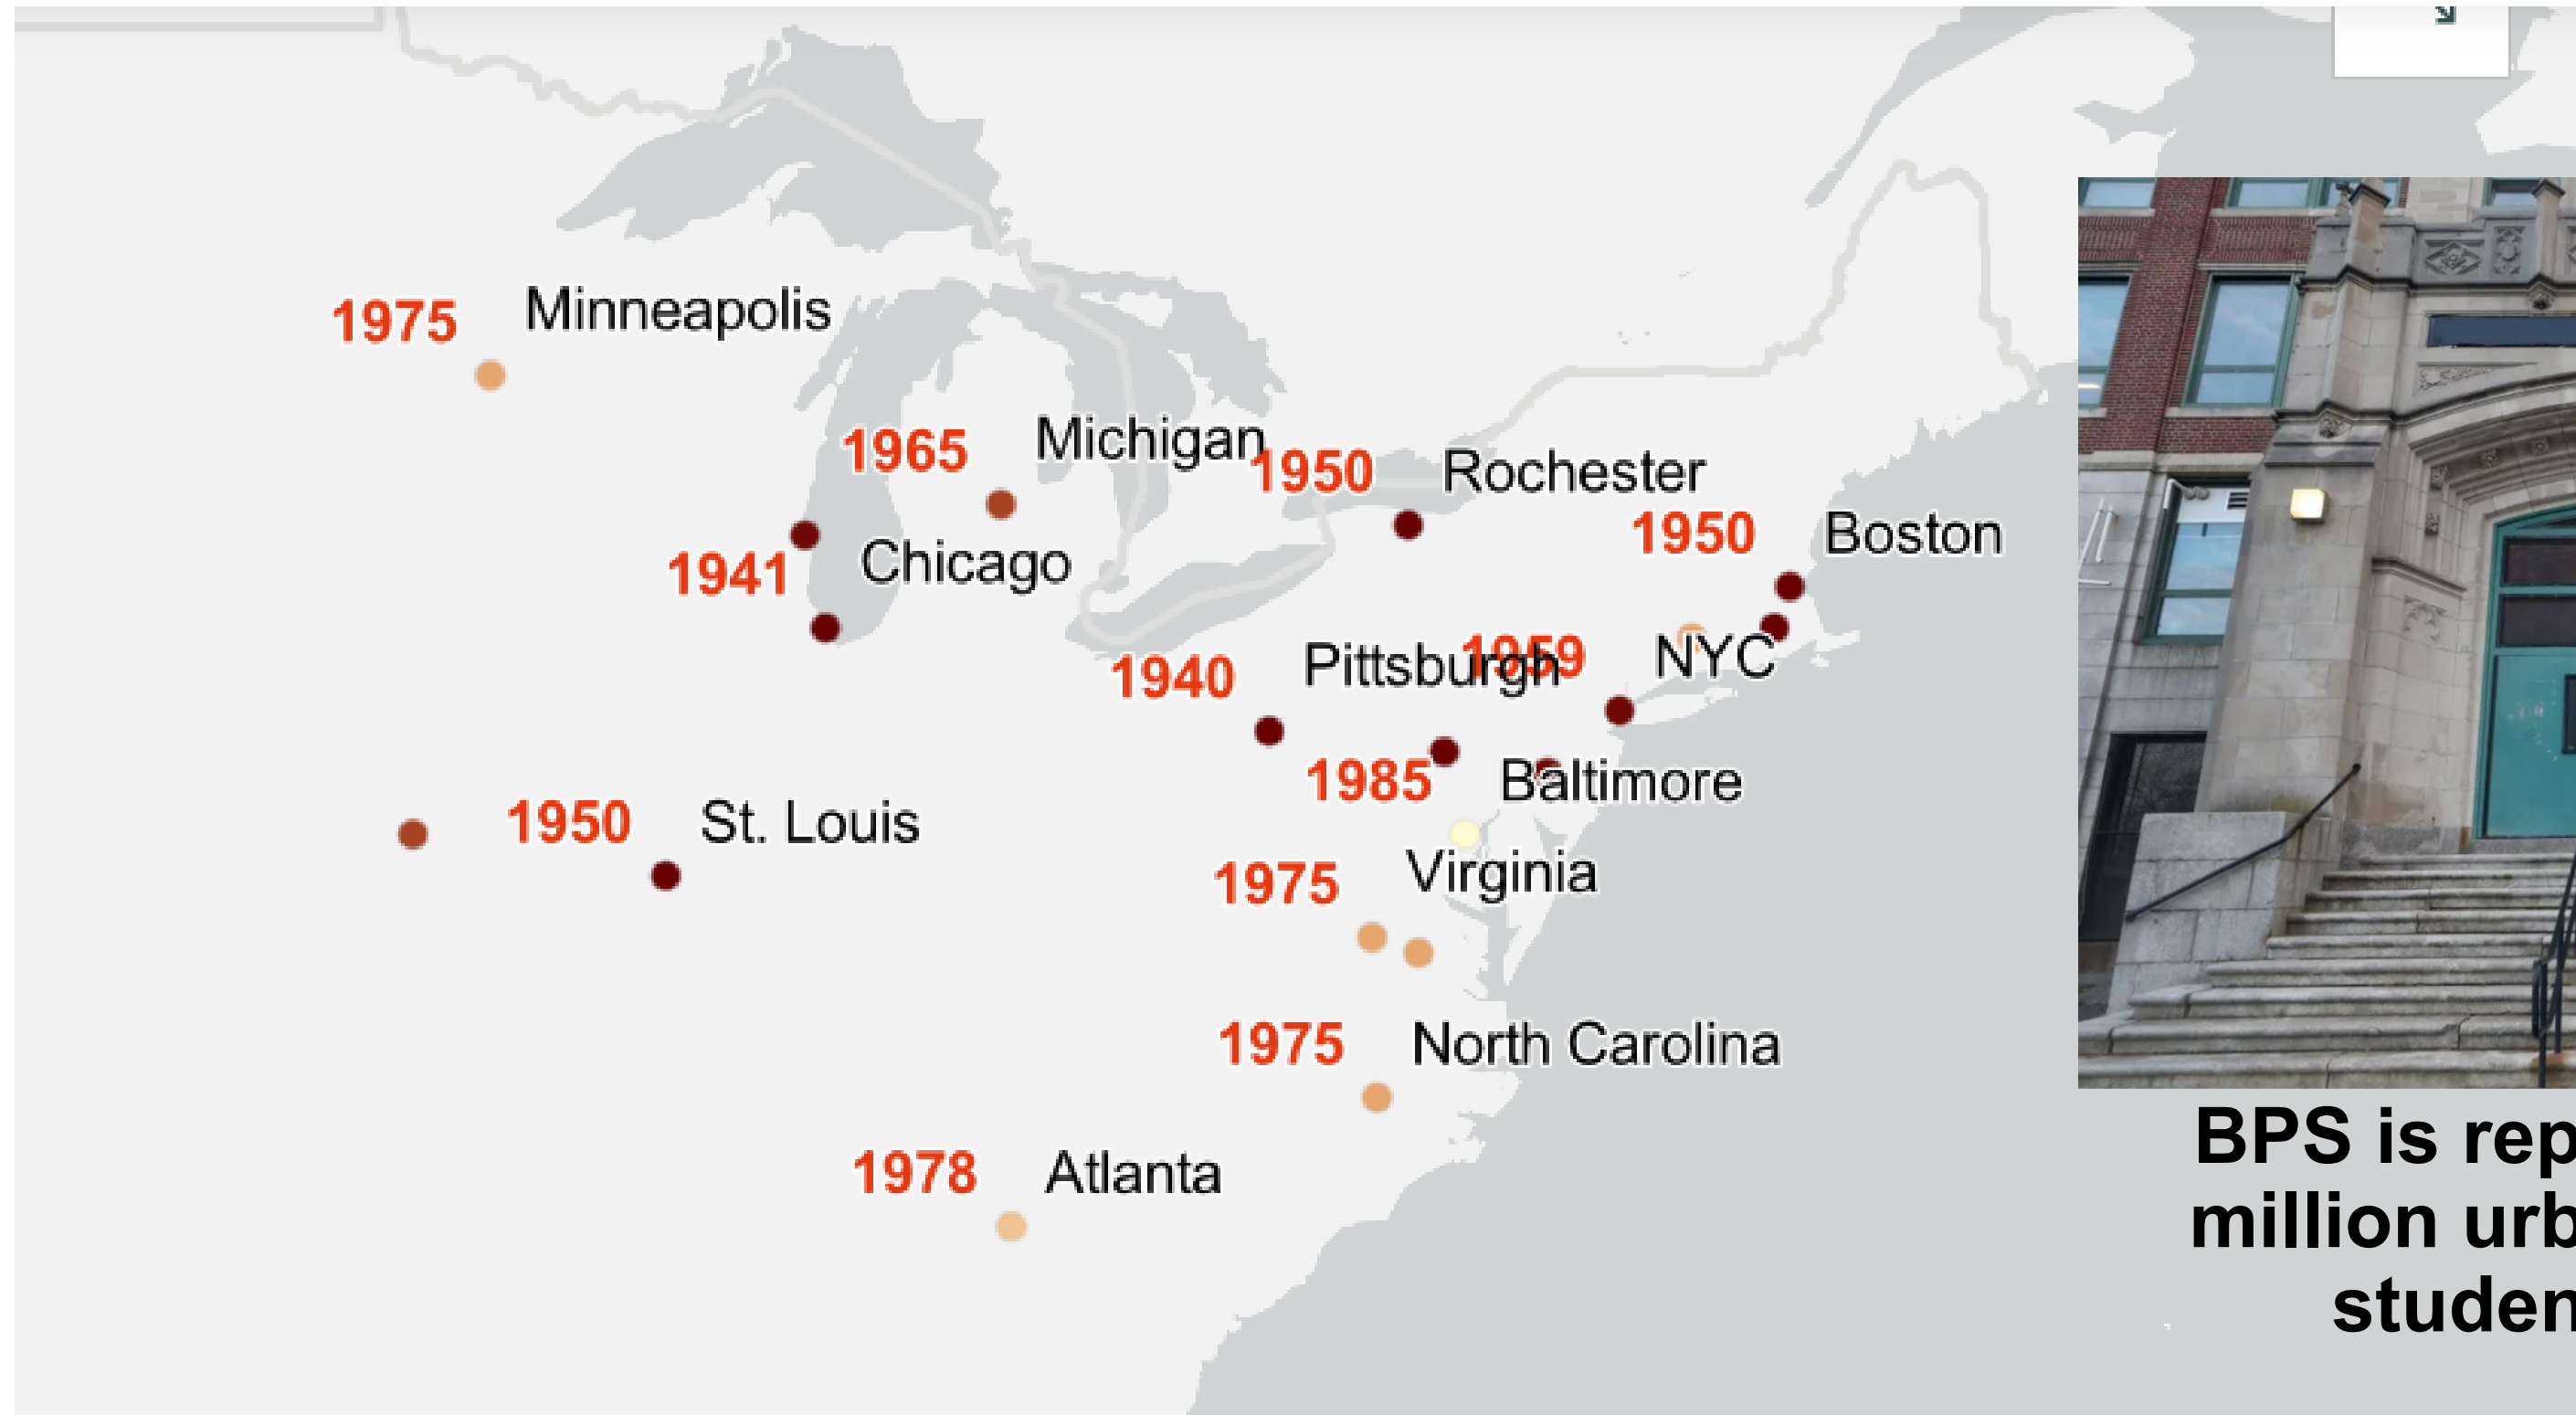 1975 Minneapolis
1965 Michigan
1950 Rochester
1950 Boston
1941 Chicago
1940 Pittsburgh
1959 NYC
1985 Baltimore
1950 St. Louis
1975 Virginia
1975 North Carolina
1978 Atlanta
BPS is rep
million urb
studen